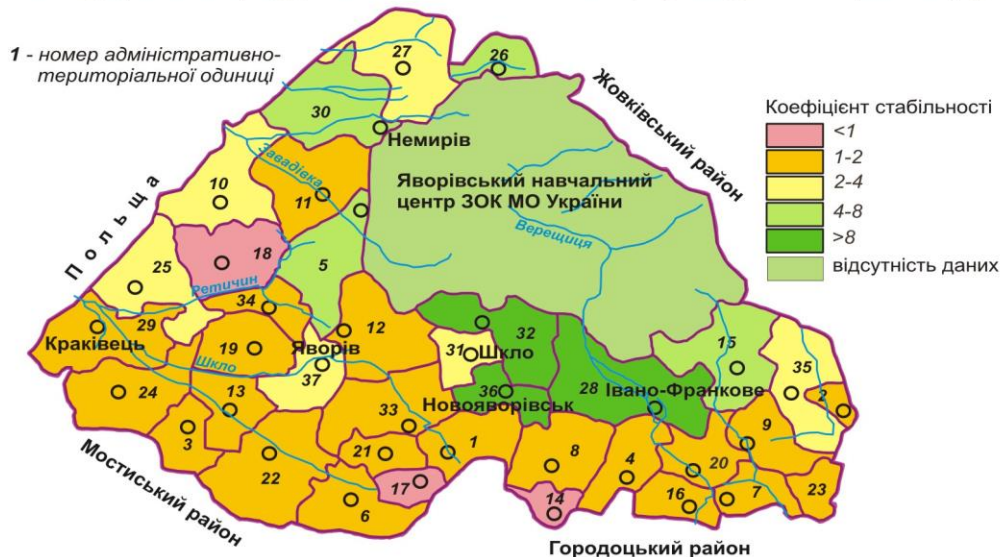 1 - номер адміністративно-
територіальної одиниці
27
26
Жовківський район
30
Немирів
Завадівка
10
11
Яворівський навчальний
центр ЗОК МО України
Верещиця
Польща
18
5
25
Ретичин
34
12
29
Краківець
19
Яворів
31
Шкло
32
15
35
Шкло
37
36
28
Івано-Франкове
2
24
13
33
Новояворівськ
9
3
21
1
8
4
20
22
17
6
14
16
7
23
Мостиський район
Городоцький район
Коефіцієнт стабільності
<1
1-2
2-4
4-8
>8
відсутність даних